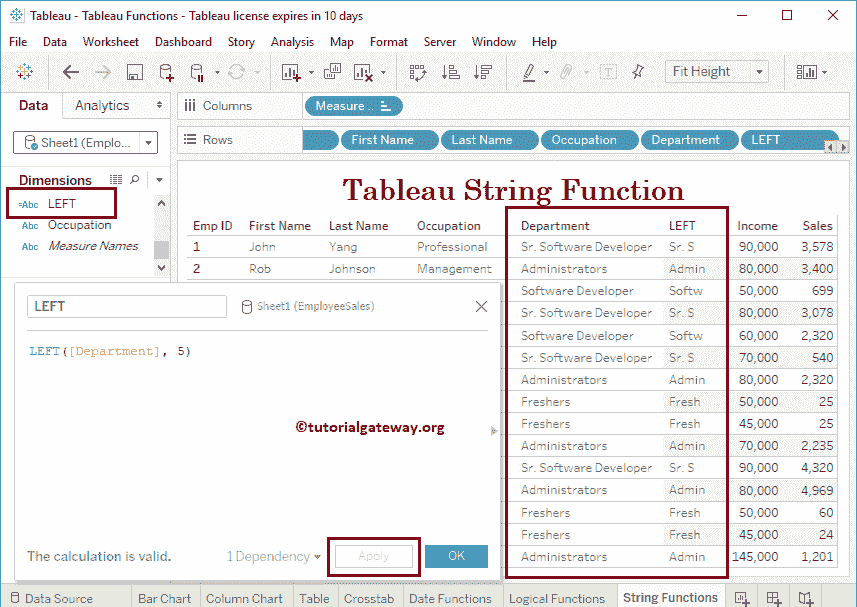 Tableau - Tableau Functions - Tableau license expires in 10 days
File Data Worksheet Dashboard Story Analysis Map Format Server Window Help
Fit Height
Data Analytics
Columns Measure ..
Sheet1 (Emplo...
Rows First Name Last Name Occupation Department LEFT
Dimensions
=Abc LEFT
Abc Occupation
Abc Measure Names
Tableau String Function
Emp ID First Name Last Name Occupation Department LEFT Income Sales
1 John Yang Professional Sr. Software Developer Sr. S 90,000 3,578
2 Rob Johnson Management Administrators Admin 80,000 3,400
Software Developer Softw 50,000 699
Sr. Software Developer Sr. S 80,000 3,078
Software Developer Softw 60,000 2,320
Sr. Software Developer Sr. S 70,000 540
Administrators Admin 80,000 2,320
Freshers Fresh 50,000 25
Freshers Fresh 45,000 25
Administrators Admin 70,000 2,235
Sr. Software Developer Sr. S 90,000 4,320
Administrators Admin 80,000 4,969
Freshers Fresh 50,000 60
Freshers Fresh 45,000 24
Administrators Admin 145,000 1,201
LEFT Sheet1 (EmployeeSales)
LEFT([Department], 5)
©tutorialgateway.org
The calculation is valid. 1 Dependency Apply OK
Data Source Bar Chart Column Chart Table Crosstab Date Functions Logical Functions String Functions